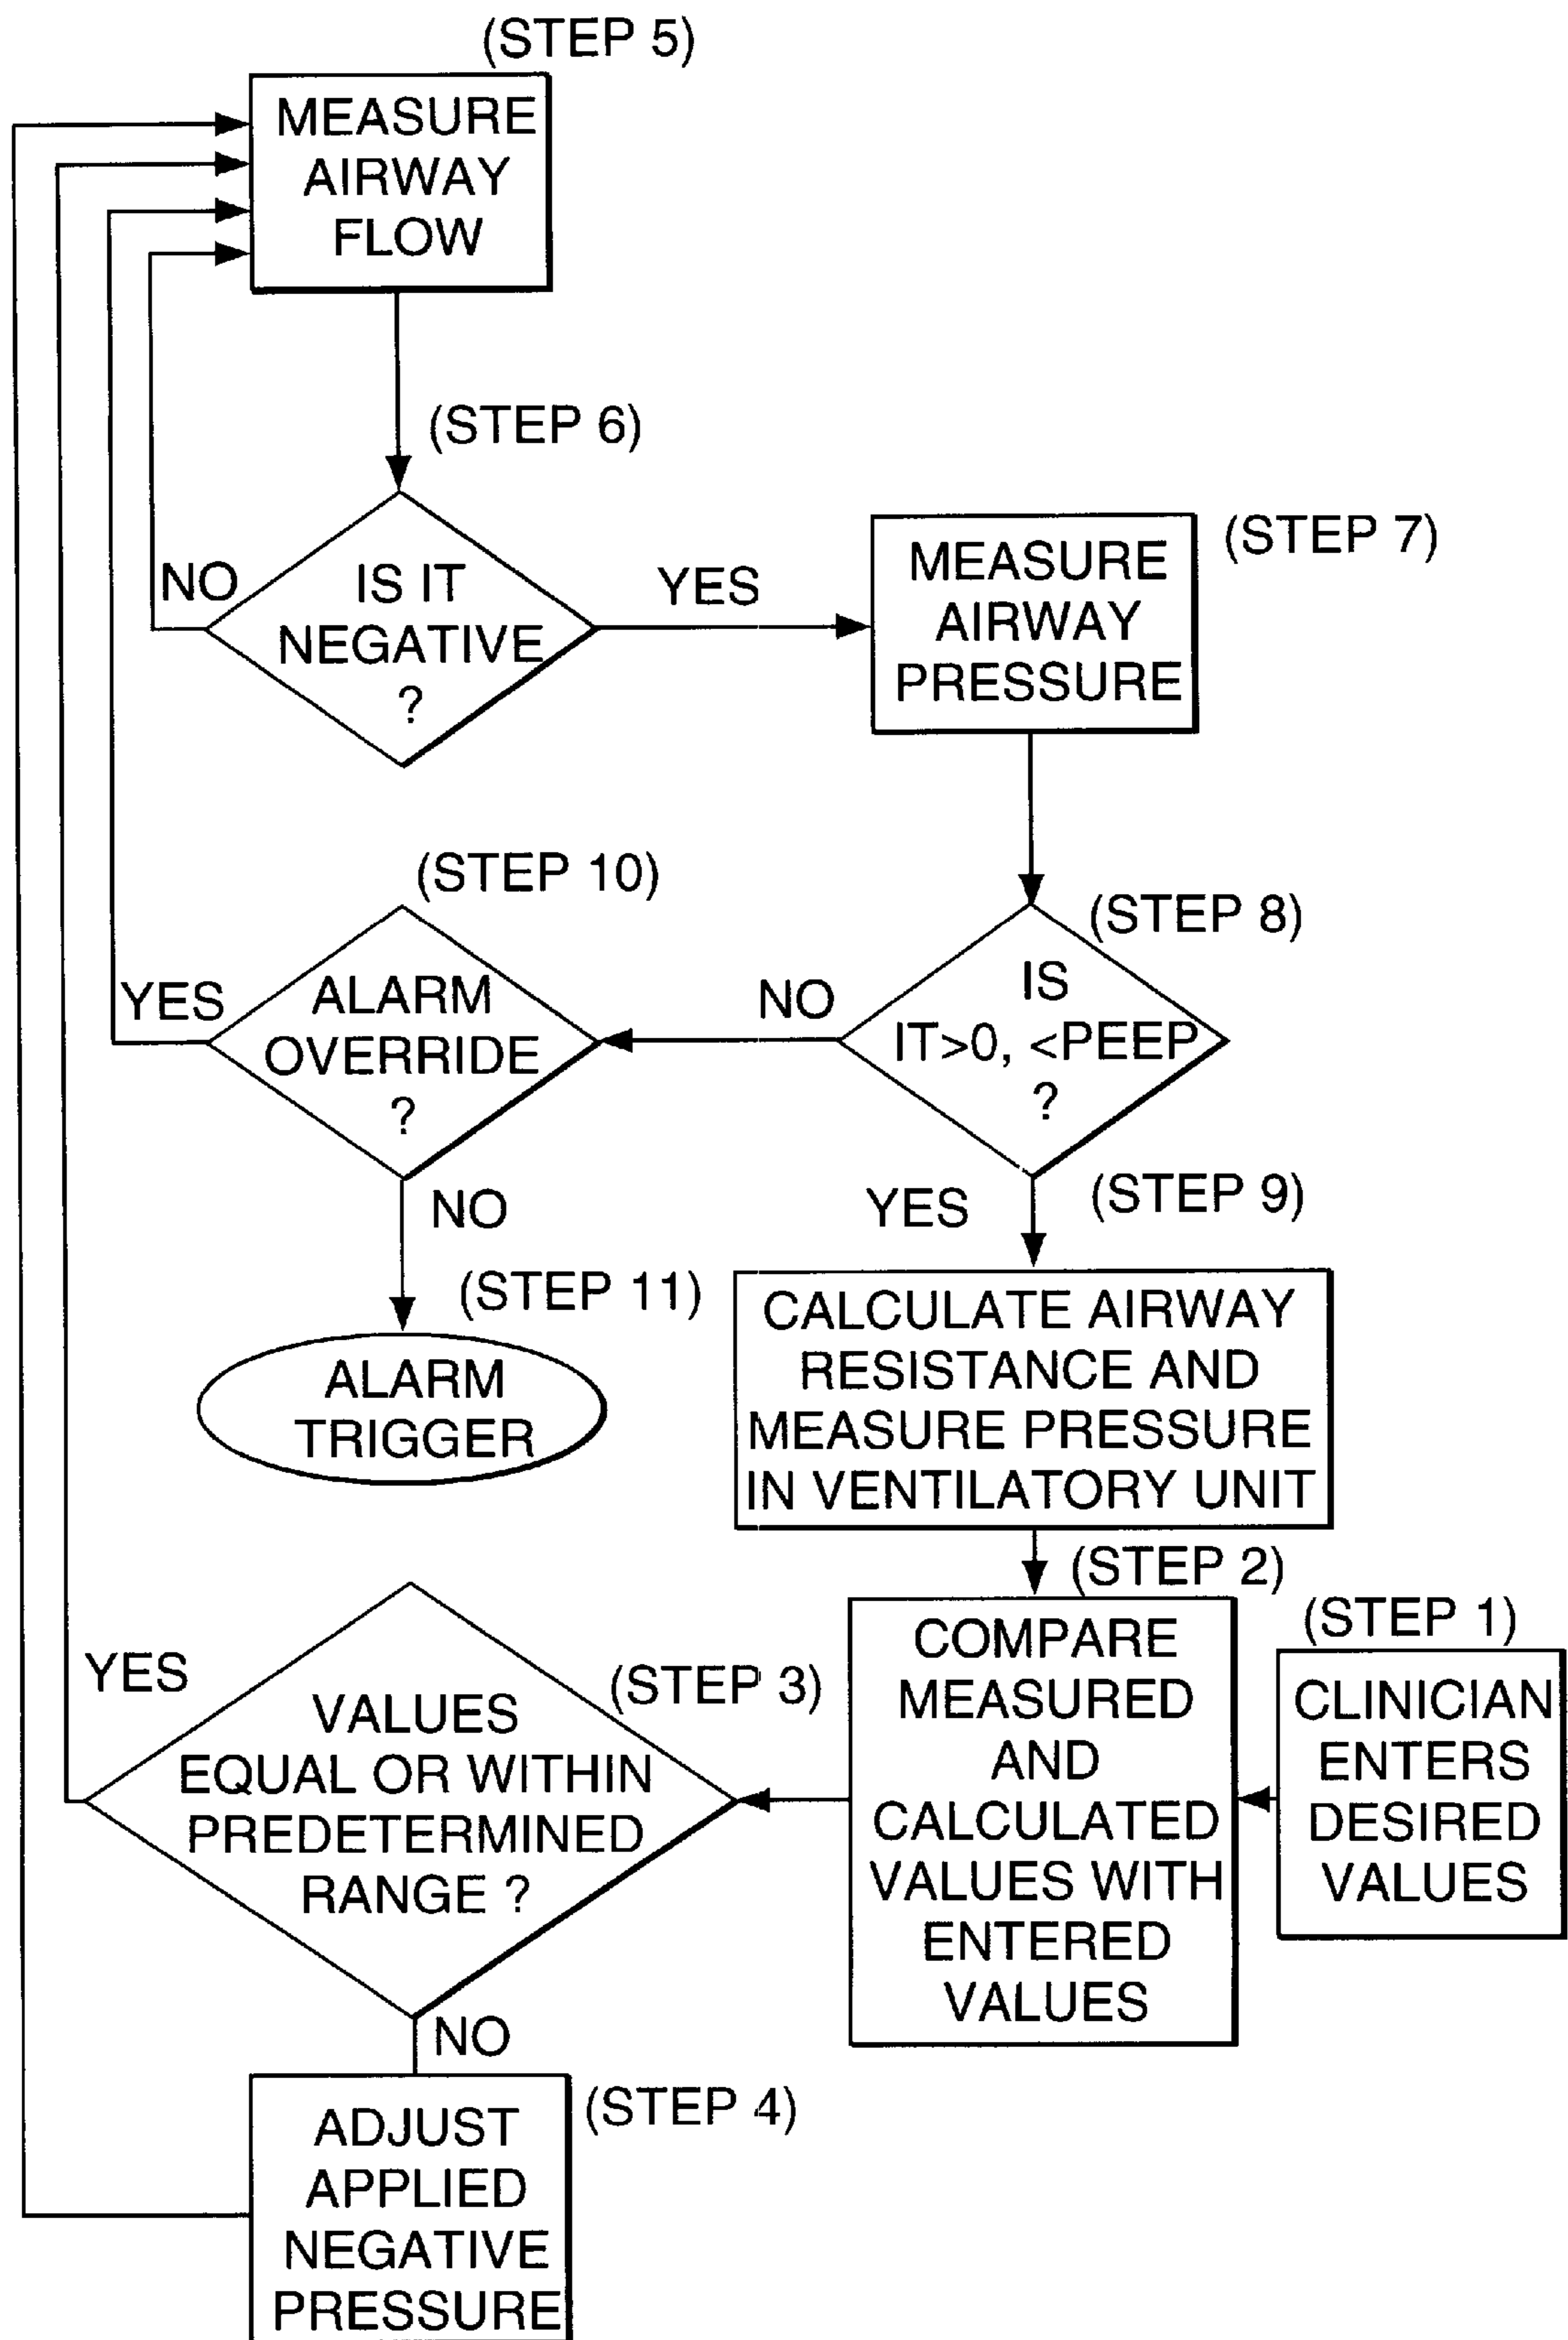 (STEP 5)
MEASURE
AIRWAY
FLOW
(STEP 6)
NO
IS IT
NEGATIVE
?
YES
(STEP 7)
MEASURE
AIRWAY
PRESSURE
(STEP 8)
IS
IT>0, <PEEP
?
NO
(STEP 10)
YES
ALARM
OVERRIDE
?
NO
(STEP 11)
ALARM
TRIGGER
YES
(STEP 9)
CALCULATE AIRWAY
RESISTANCE AND
MEASURE PRESSURE
IN VENTILATORY UNIT
(STEP 2)
COMPARE
MEASURED
AND
CALCULATED
VALUES WITH
ENTERED
VALUES
(STEP 1)
CLINICIAN
ENTERS
DESIRED
VALUES
(STEP 3)
YES
VALUES
EQUAL OR WITHIN
PREDETERMINED
RANGE ?
NO
(STEP 4)
ADJUST
APPLIED
NEGATIVE
PRESSURE